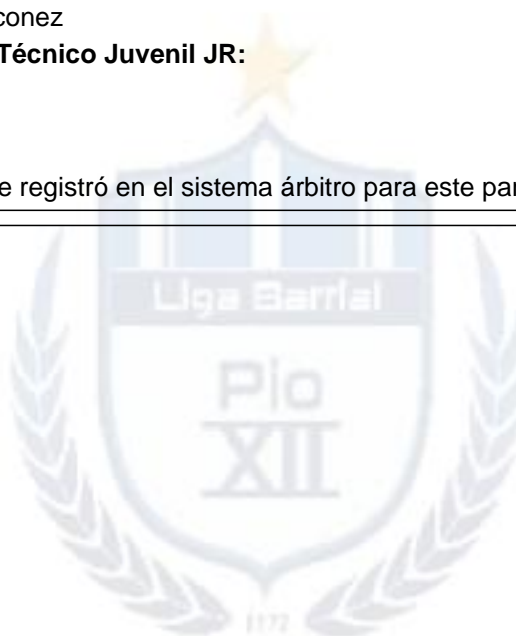 conez
Técnico Juvenil JR:
e registró en el sistema árbitro para este par
Liga Barrial
Pio
XII